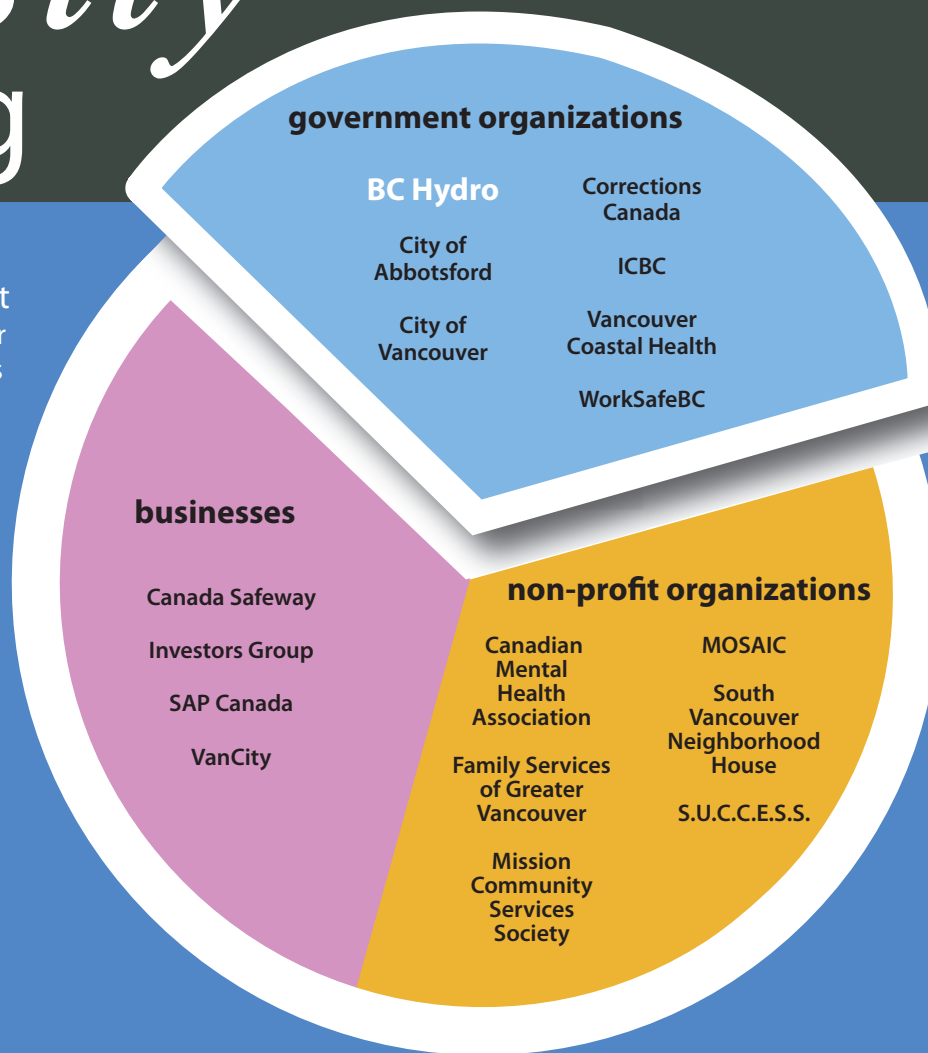 g
t
r
s
government organizations
BC Hydro
City of
Abbotsford
City of
Vancouver
Corrections
Canada
ICBC
Vancouver
Coastal Health
WorkSafeBC
businesses
Canada Safeway
Investors Group
SAP Canada
VanCity
non-profit organizations
Canadian
Mental
Health
Association
Family Services
of Greater
Vancouver
Mission
Community
Services
Society
MOSAIC
South
Vancouver
Neighborhood
House
S.U.C.C.E.S.S.